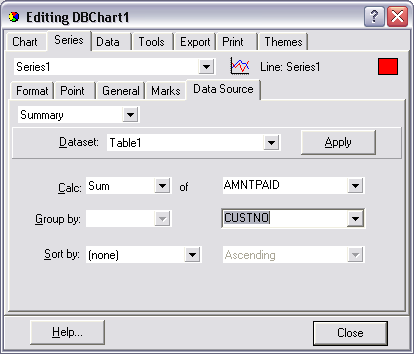 Editing DBChart1
Chart Series Data Tools Export Print Themes
Series1 Line: Series1
Format Point General Marks Data Source
Summary
Dataset: Table1 Apply
Calc: Sum of AMNTPAID
Group by: CUSTNO
Sort by: (none) Ascending
Help... Close